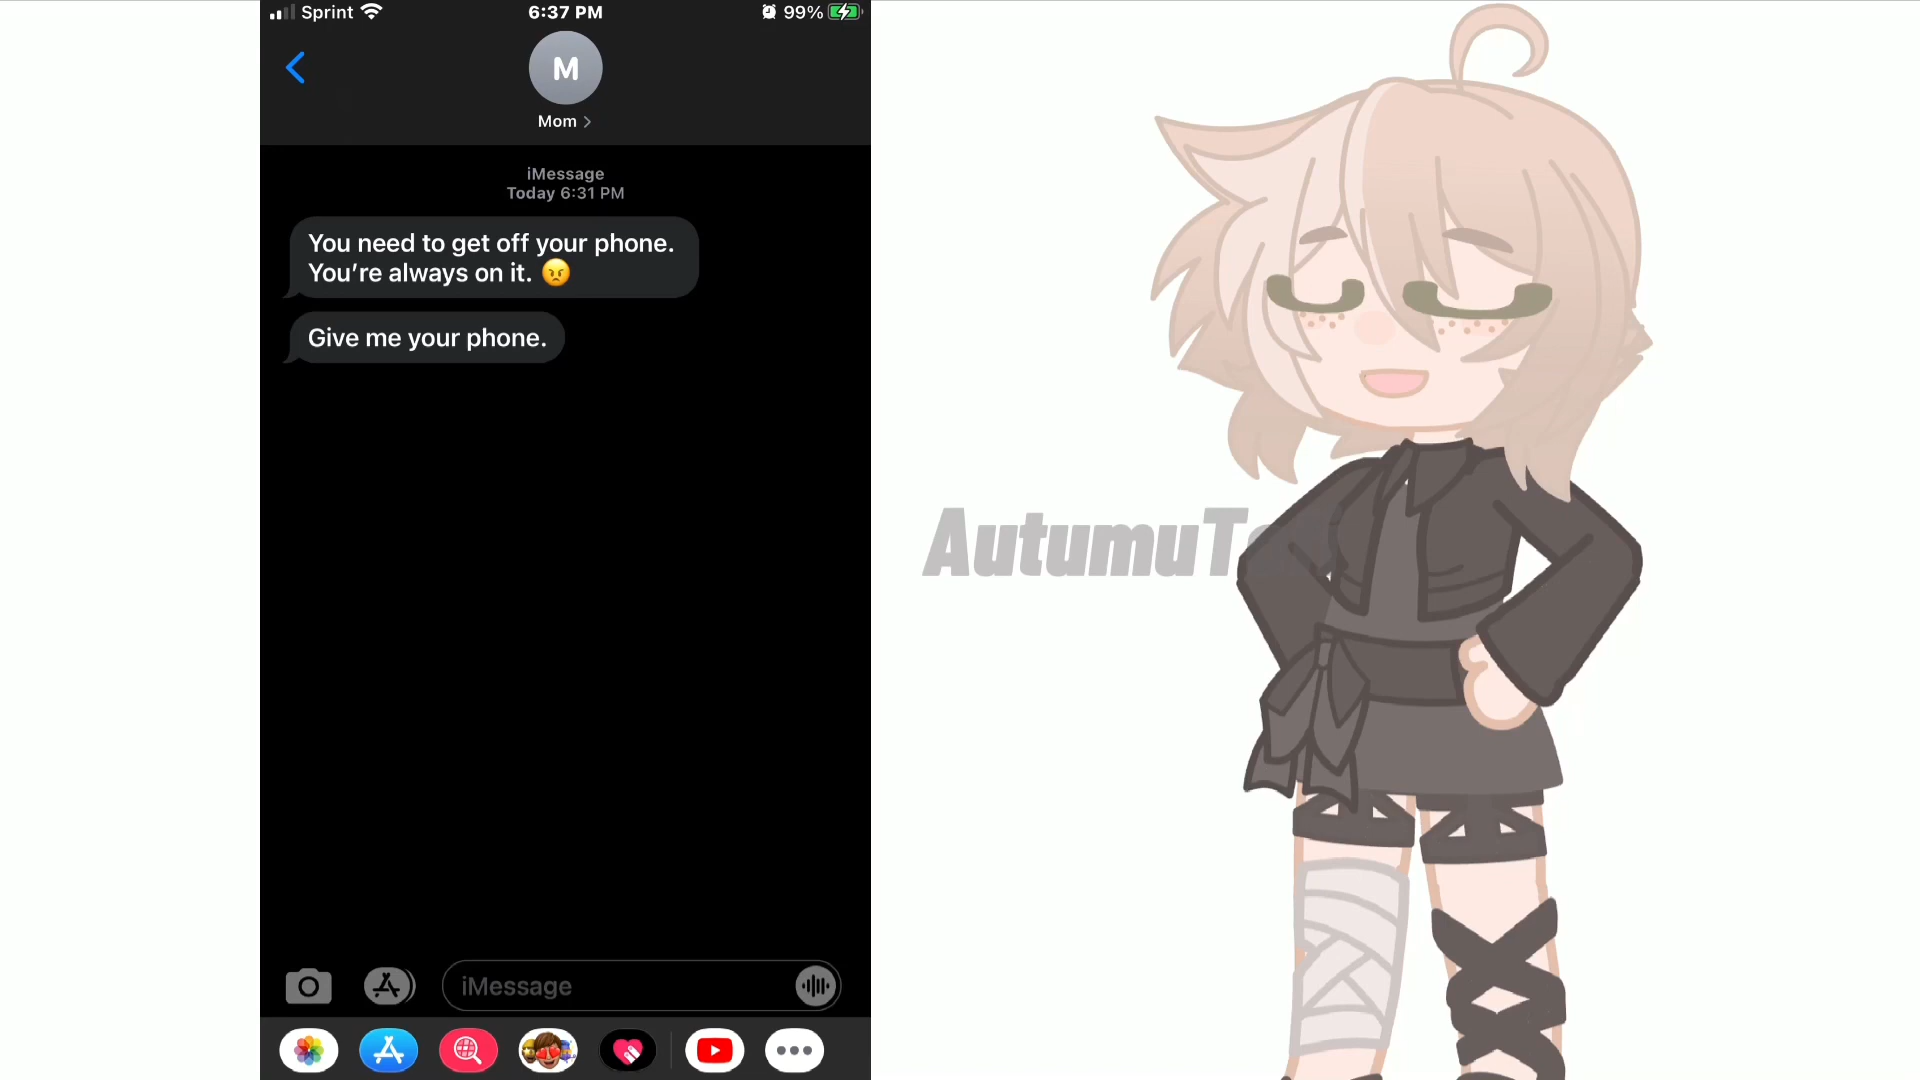 Sprint
6:37 PM
99%
M
Mom
iMessage
Today 6:31 PM
You need to get off your phone.
You’re always on it. 😠
Give me your phone.
iMessage